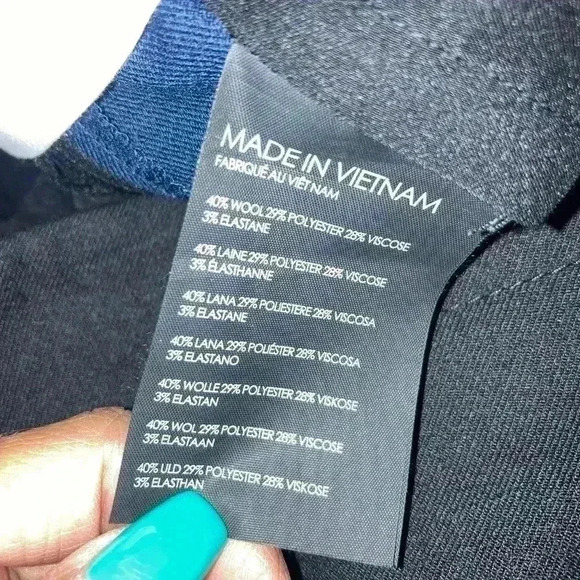 MADE IN VIETNAM
FABRIQUÉ AU VIÊT NAM
40% WOOL 29% POLYESTER 28% VISCOSE
3% ELASTANE
40% LAINE 29% POLYESTER 28% VISCOSE
3% ÉLASTHANNE
40% LANA 29% POLIESTERE 28% VISCOSA
3% ELASTANE
40% LANA 29% POLIÉSTER 28% VISCOSA
3% ELASTANO
40% WOLLE 29% POLYESTER 28% VISKOSE
3% ELASTAN
40% WOL 29% POLYESTER 28% VISCOSE
3% ELASTAAN
40% ULD 29% POLYESTER 28% VISKOSE
3% ELASTHAN